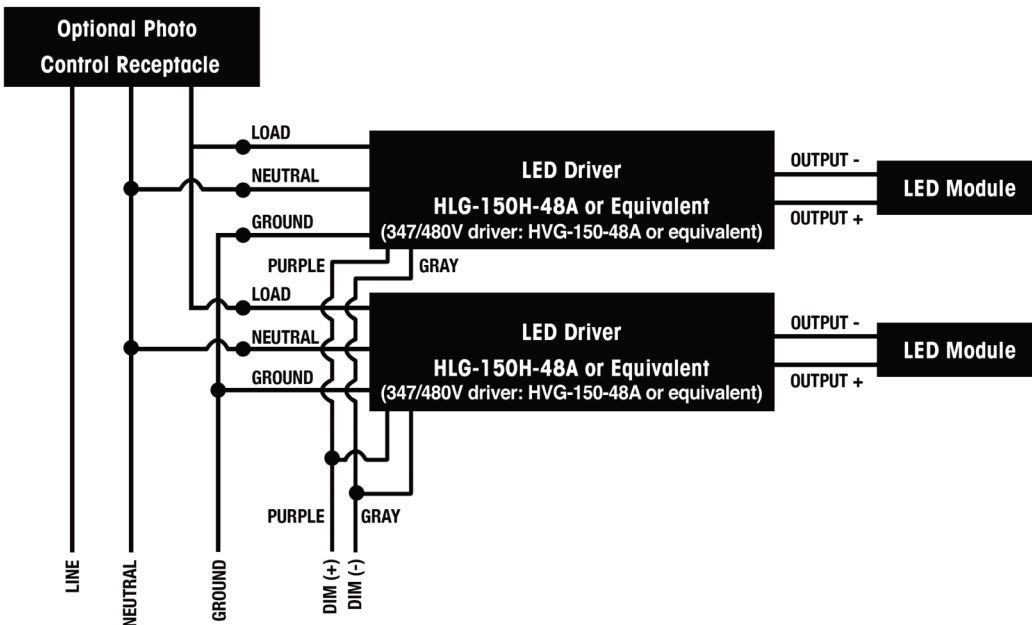 Optional Photo
Control Receptacle
LOAD
NEUTRAL
GROUND
LED Driver
HLG-150H-48A or Equivalent
(347/480V driver: HVG-150-48A or equivalent)
OUTPUT -
OUTPUT +
LED Module
PURPLE
GRAY
LOAD
NEUTRAL
GROUND
LED Driver
HLG-150H-48A or Equivalent
(347/480V driver: HVG-150-48A or equivalent)
OUTPUT -
OUTPUT +
LED Module
PURPLE
GRAY
LINE
NEUTRAL
GROUND
DIM (+)
DIM (-)